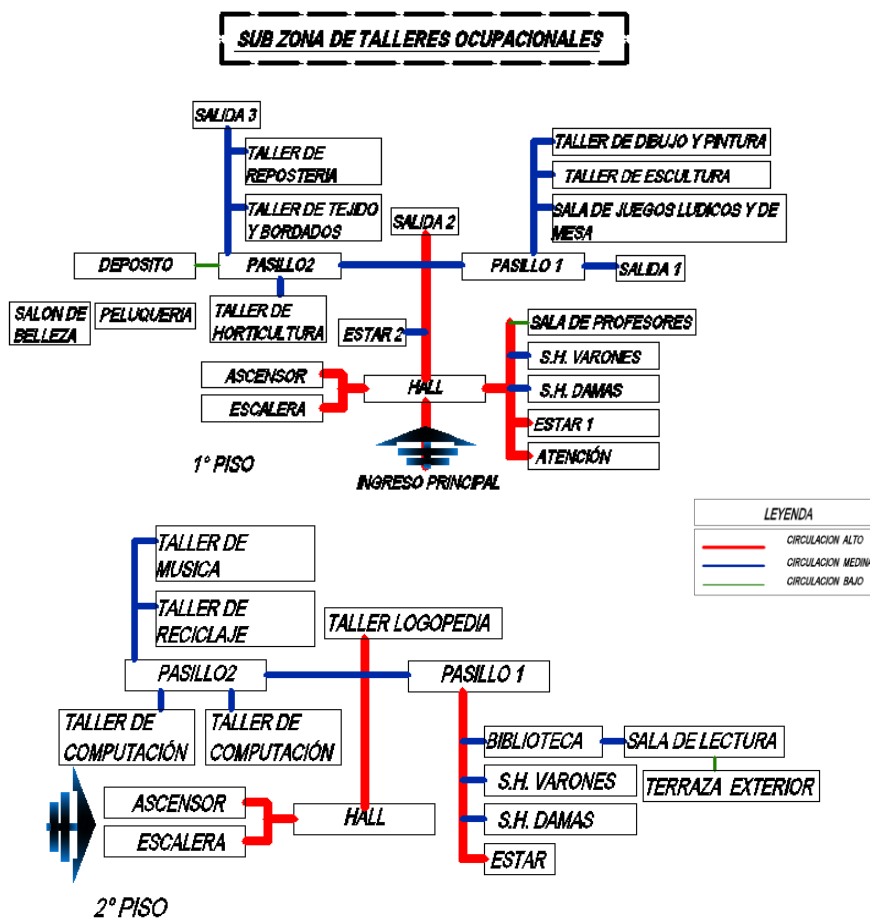 SUB ZONA DE TALLERES OCUPACIONALES
SALIDA 3
TALLER DE
REPOSTERIA
TALLER DE TEJIDO
Y BORDADOS
SALIDA 2
TALLER DE DIBUJO Y PINTURA
TALLER DE ESCULTURA
SALA DE JUEGOS LUDICOS Y DE
MESA
DEPOSITO
PASILLO2
PASILLO 1
SALIDA 1
SALON DE
BELLEZA
PELUQUERIA
TALLER DE
HORTICULTURA
ESTAR 2
SALA DE PROFESORES
S.H. VARONES
S.H. DAMAS
ESTAR 1
ATENCIÓN
ASCENSOR
ESCALERA
HALL
INGRESO PRINCIPAL
1° PISO
LEYENDA
CIRCULACION ALTO
CIRCULACION MEDINA
CIRCULACION BAJO
TALLER DE
MUSICA
TALLER DE
RECICLAJE
TALLER LOGOPEDIA
PASILLO2
PASILLO 1
TALLER DE
COMPUTACIÓN
TALLER DE
COMPUTACIÓN
BIBLIOTECA
SALA DE LECTURA
S.H. VARONES
TERRAZA EXTERIOR
S.H. DAMAS
ESTAR
ASCENSOR
ESCALERA
HALL
2° PISO